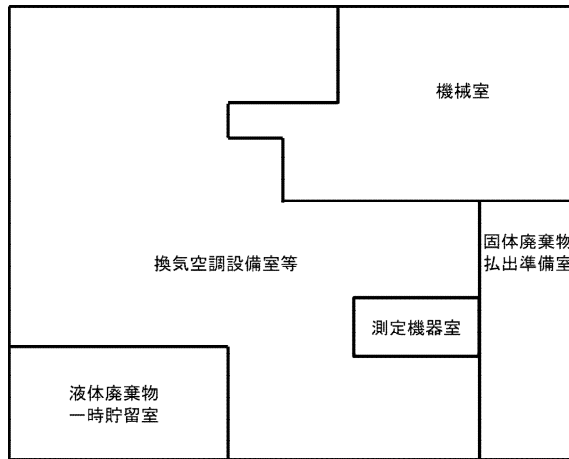 機械室
固体廃棄物
払出準備室
換気空調設備室等
測定機器室
液体廃棄物
一時貯留室